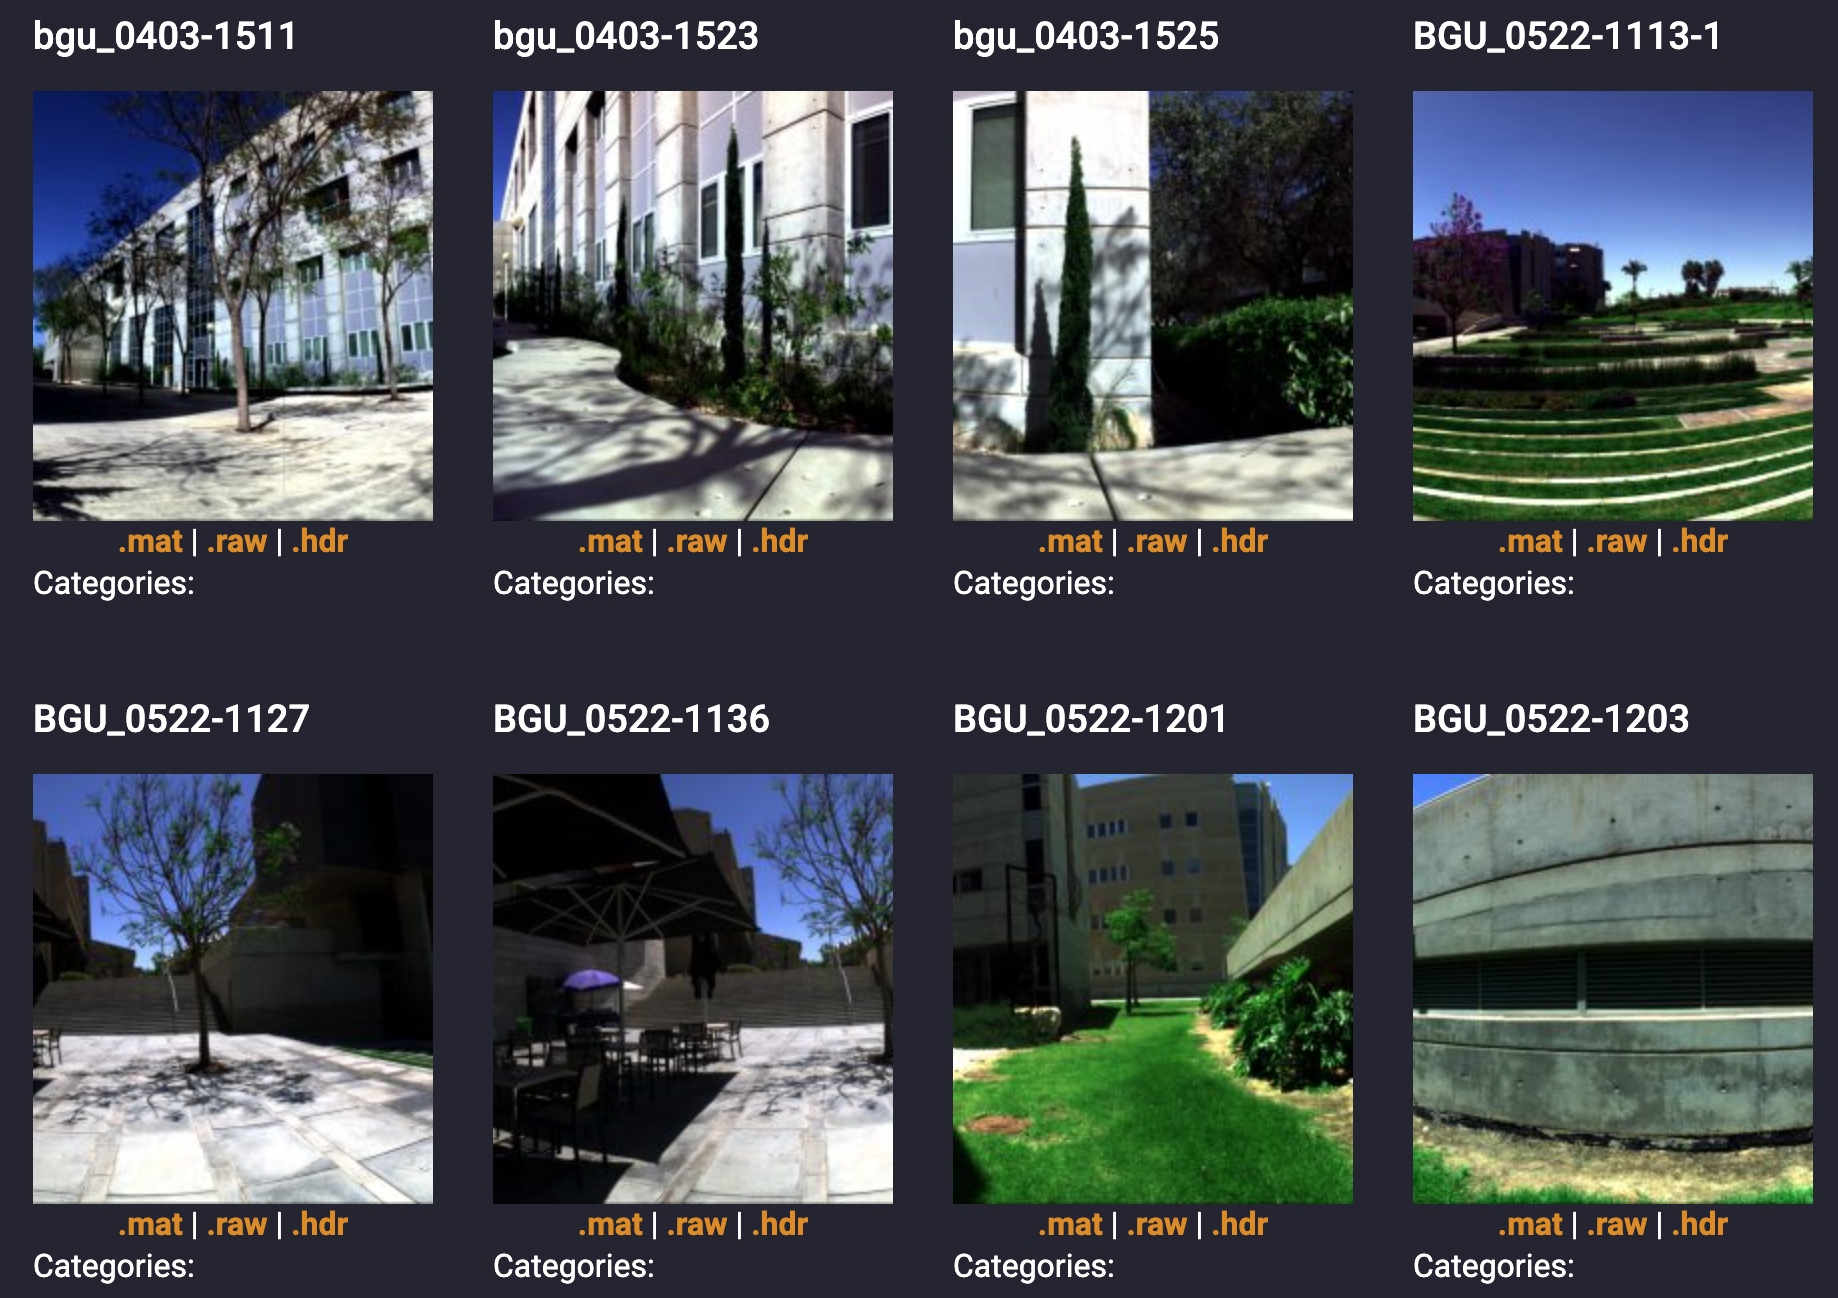 bgu_0403-1511
bgu_0403-1523
bgu_0403-1525
BGU_0522-1113-1
.mat | .raw | .hdr
.mat | .raw | .hdr
.mat | .raw | .hdr
.mat | .raw | .hdr
Categories:
Categories:
Categories:
Categories:
BGU_0522-1127
BGU_0522-1136
BGU_0522-1201
BGU_0522-1203
.mat | .raw | .hdr
.mat | .raw | .hdr
.mat | .raw | .hdr
.mat | .raw | .hdr
Categories:
Categories:
Categories:
Categories: